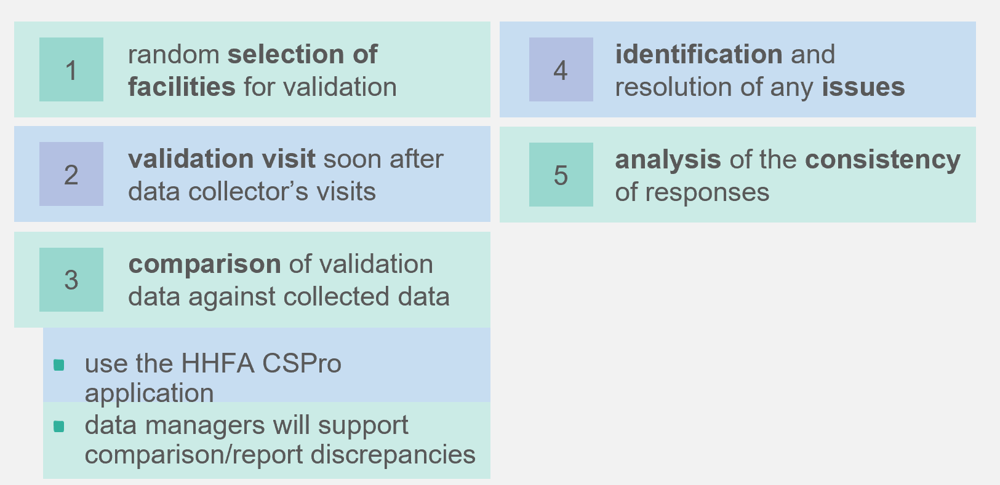 1
random selection of
facilities for validation
2
validation visit soon after
data collector’s visits
3
comparison of validation
data against collected data
use the HHFA CSPro
application
data managers will support
comparison/report discrepancies
4
identification and
resolution of any issues
5
analysis of the consistency
of responses